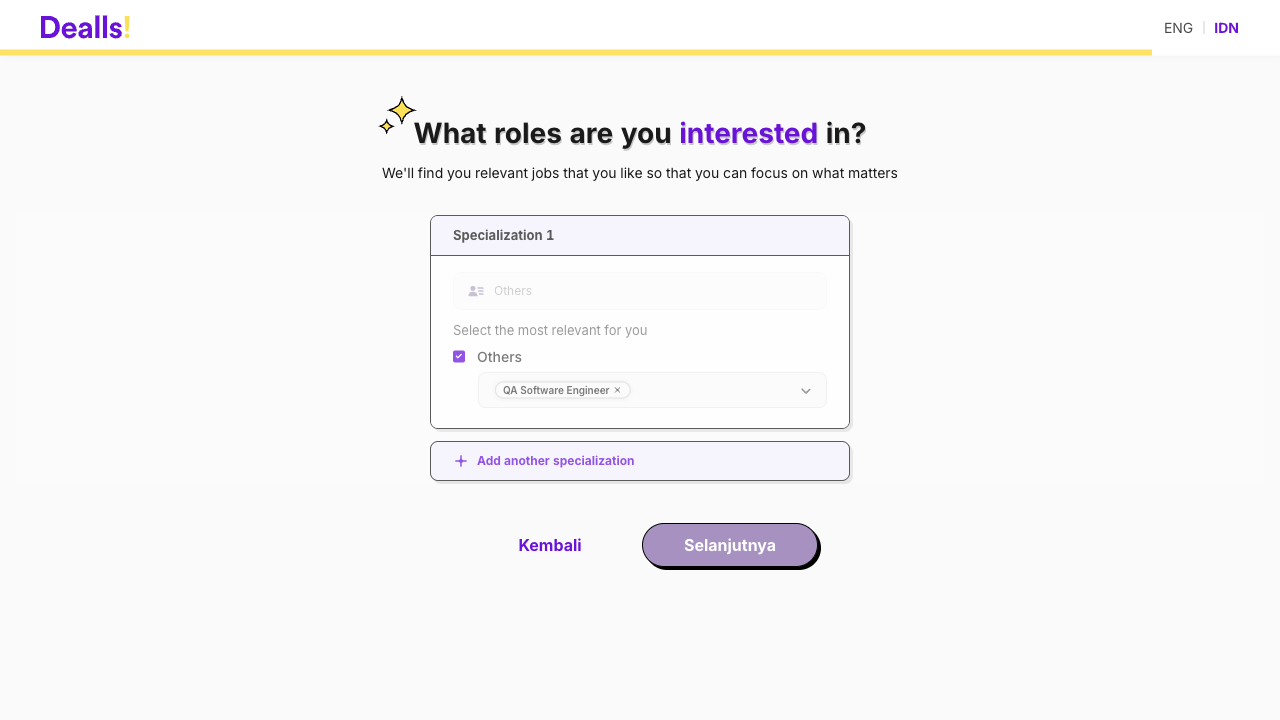 Dealls!
ENG | IDN
What roles are you interested in?
We'll find you relevant jobs that you like so that you can focus on what matters
Specialization 1
Others
Select the most relevant for you
Others
QA Software Engineer ×
Add another specialization
Kembali
Selanjutnya